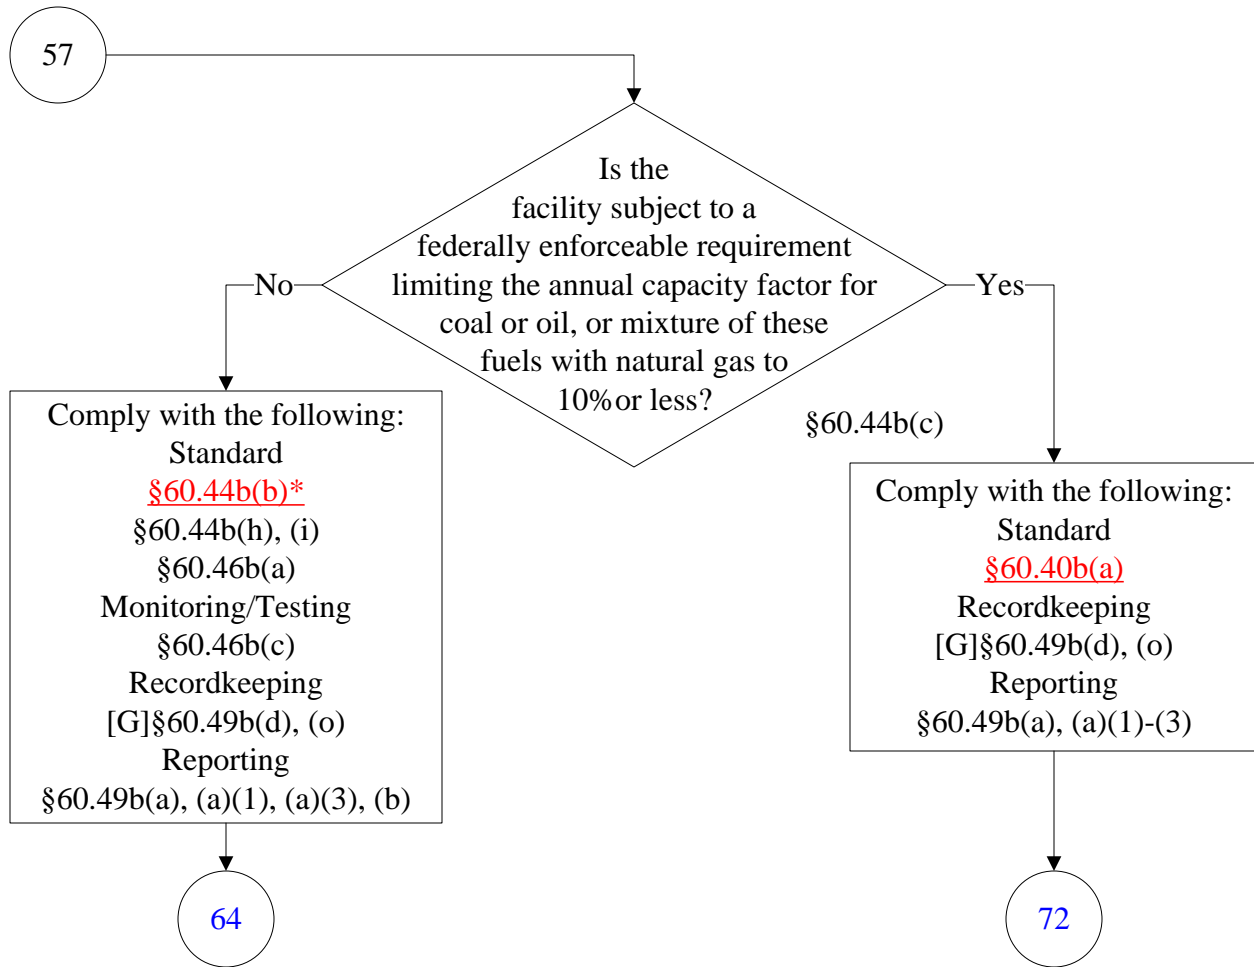 57
Is the
facility subject to a
federally enforceable requirement
limiting the annual capacity factor for
coal or oil, or mixture of these
fuels with natural gas to
10% or less?
No
Yes
§60.44b(c)
Comply with the following:
Standard
§60.44b(b)*
§60.44b(h), (i)
§60.46b(a)
Monitoring/Testing
§60.46b(c)
Recordkeeping
[G]§60.49b(d), (o)
Reporting
§60.49b(a), (a)(1), (a)(3), (b)
Comply with the following:
Standard
§60.40b(a)
Recordkeeping
[G]§60.49b(d), (o)
Reporting
§60.49b(a), (a)(1)-(3)
64
72